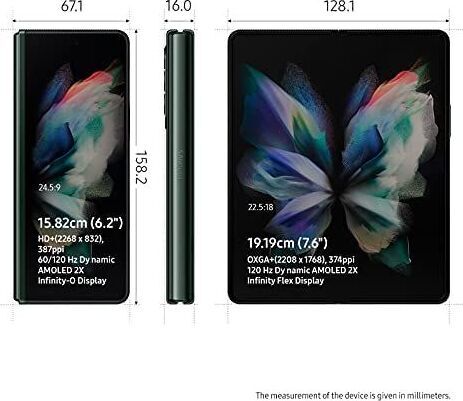 67.1
16.0
128.1
158.2
24.5:9
15.82cm (6.2")
HD+(2268 x 832),
387ppi
60/120 Hz Dy namic
AMOLED 2X
Infinity-O Display
22.5:18
19.19cm (7.6")
QXGA+(2208 x 1768), 374ppi
120 Hz Dy namic AMOLED 2X
Infinity Flex Display
The measurement of the device is given in millimeters.